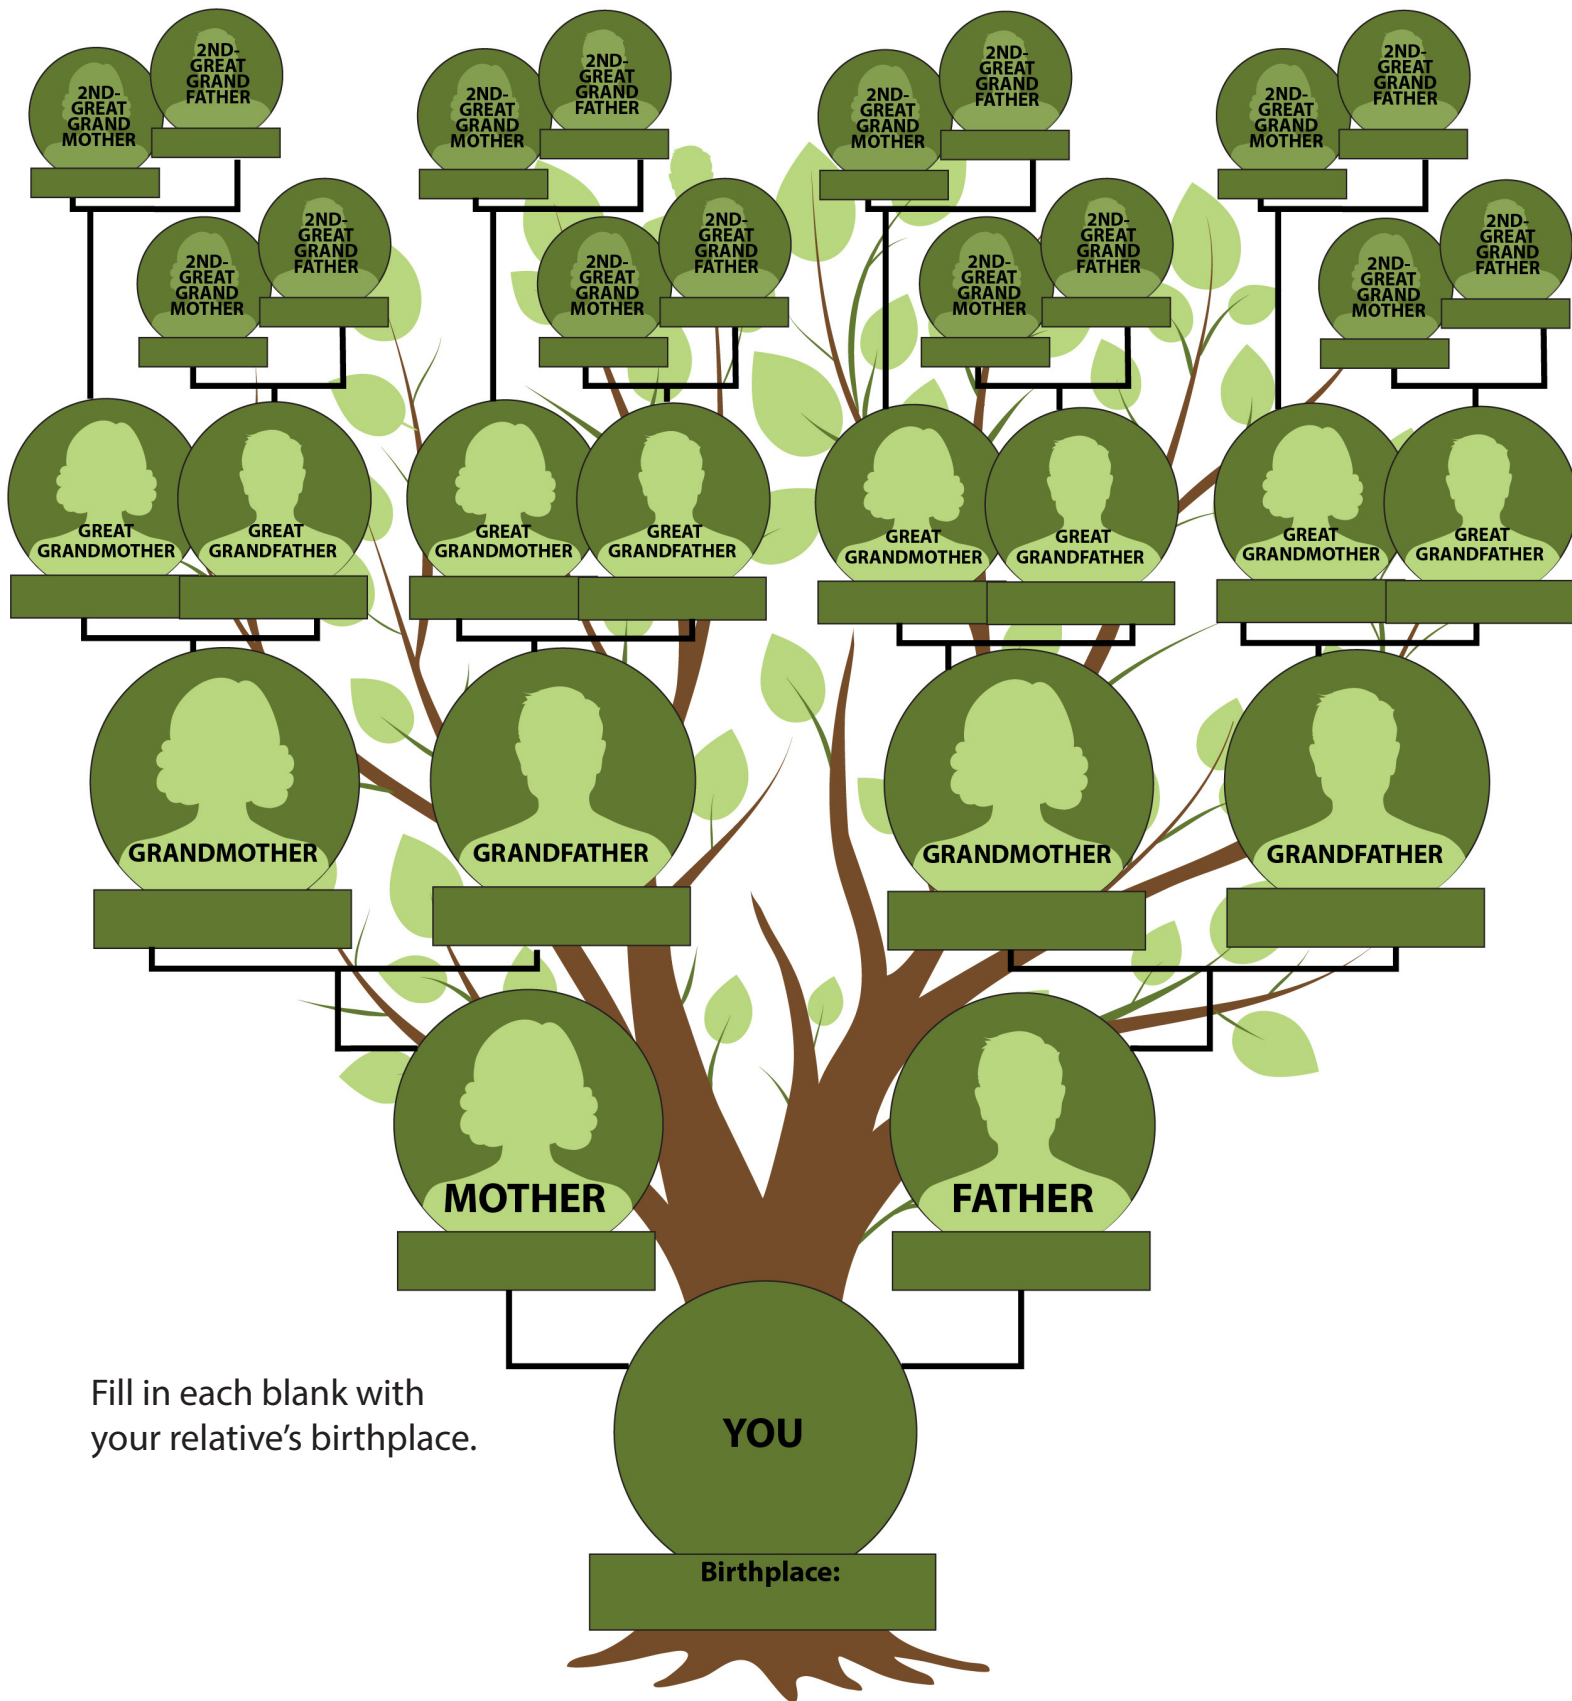 2ND-
GREAT
GRAND
MOTHER
2ND-
GREAT
GRAND
FATHER
2ND-
GREAT
GRAND
MOTHER
2ND-
GREAT
GRAND
FATHER
2ND-
GREAT
GRAND
MOTHER
2ND-
GREAT
GRAND
FATHER
2ND-
GREAT
GRAND
MOTHER
2ND-
GREAT
GRAND
FATHER
2ND-
GREAT
GRAND
MOTHER
2ND-
GREAT
GRAND
FATHER
2ND-
GREAT
GRAND
MOTHER
2ND-
GREAT
GRAND
FATHER
2ND-
GREAT
GRAND
MOTHER
2ND-
GREAT
GRAND
FATHER
2ND-
GREAT
GRAND
MOTHER
2ND-
GREAT
GRAND
FATHER
GREAT
GRANDMOTHER
GREAT
GRANDFATHER
GREAT
GRANDMOTHER
GREAT
GRANDFATHER
GREAT
GRANDMOTHER
GREAT
GRANDFATHER
GREAT
GRANDMOTHER
GREAT
GRANDFATHER
GRANDMOTHER
GRANDFATHER
GRANDMOTHER
GRANDFATHER
MOTHER
FATHER
Fill in each blank with
your relative’s birthplace.
YOU
Birthplace: